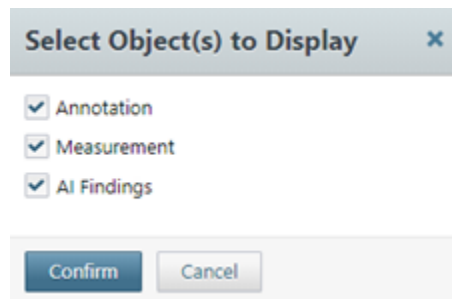 Select Object(s) to Display
Annotation
Measurement
AI Findings
Confirm Cancel